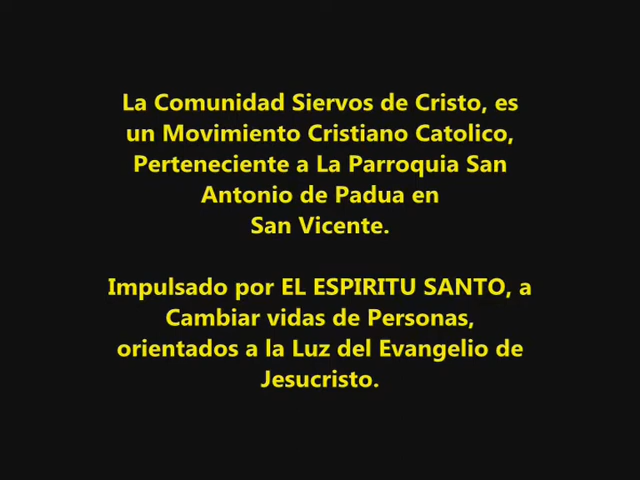 La Comunidad Siervos de Cristo, es
un Movimiento Cristiano Catolico,
Perteneciente a La Parroquia San
Antonio de Padua en
San Vicente.
Impulsado por EL ESPIRITU SANTO, a
Cambiar vidas de Personas,
orientados a la Luz del Evangelio de
Jesucristo.